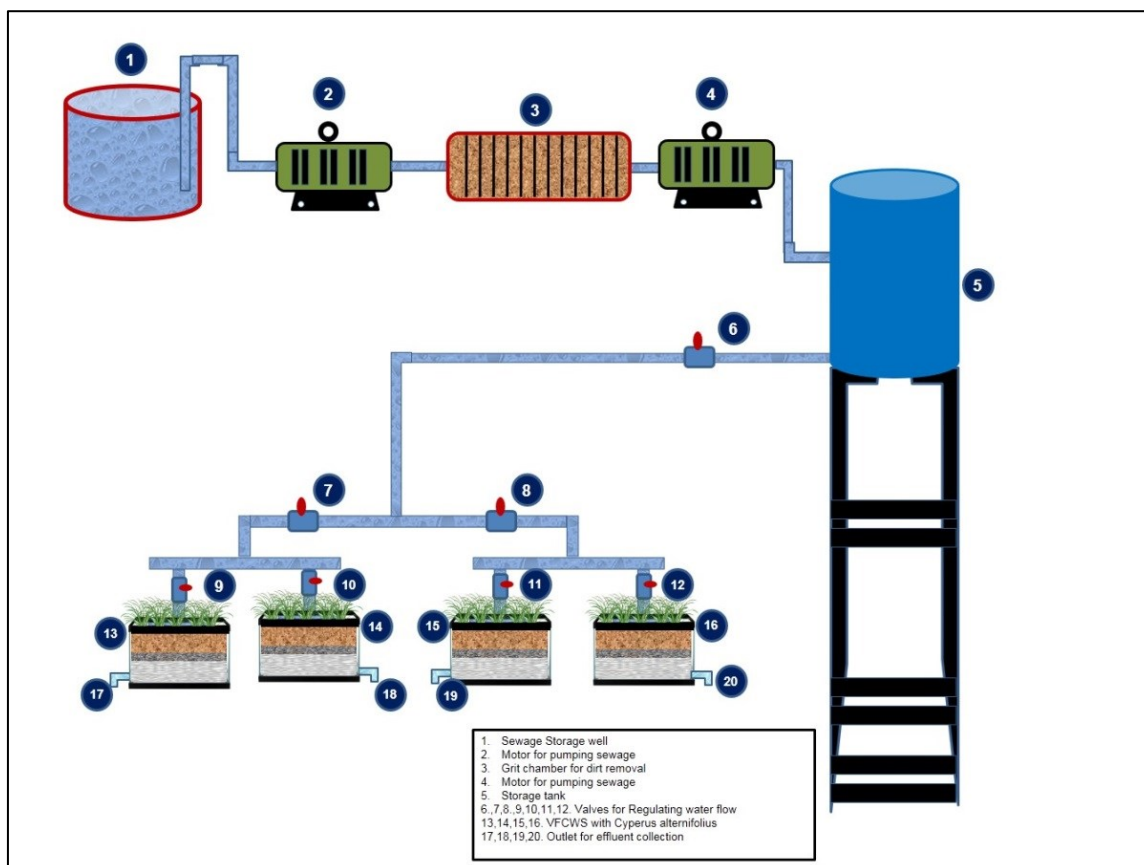 1
2
3
4
5
6
7
8
9
10
11
12
13
14
15
16
17
18
19
20
1. Sewage Storage well
2. Motor for pumping sewage
3. Grit chamber for dirt removal
4. Motor for pumping sewage
5. Storage tank
6.,7,8.,9,10,11,12. Valves for Regulating water flow
13,14,15,16. VFCWS with Cyperus alternifolius
17,18,19,20. Outlet for effluent collection